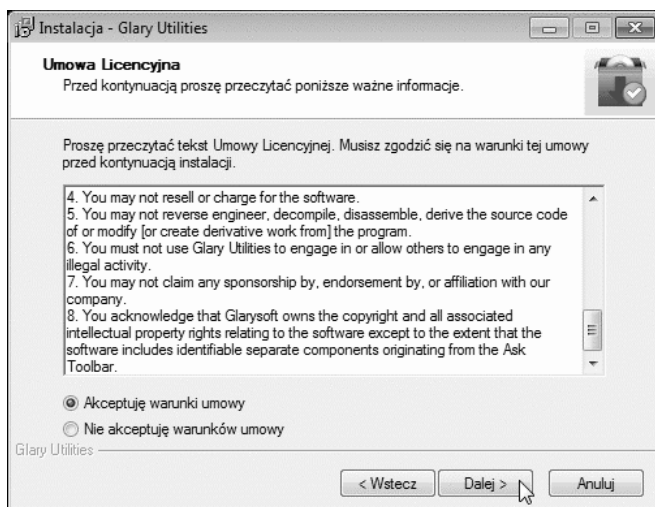 Instalacja - Glary Utilities
Umowa Licencyjna
Przed kontynuacją proszę przeczytać poniższe ważne informacje.
Proszę przeczytać tekst Umowy Licencyjnej. Musisz zgodzić się na warunki tej umowy
przed kontynuacją instalacji.
4. You may not resell or charge for the software.
5. You may not reverse engineer, decompile, disassemble, derive the source code
of or modify [or create derivative work from] the program.
6. You must not use Glary Utilities to engage in or allow others to engage in any
illegal activity.
7. You may not claim any sponsorship by, endorsement by, or affiliation with our
company.
8. You acknowledge that Glarysoft owns the copyright and all associated
intellectual property rights relating to the software except to the extent that the
software includes identifiable separate components originating from the Ask
Toolbar.
Akceptuję warunki umowy
Nie akceptuję warunków umowy
Glary Utilities
< Wstecz
Dalej >
Anuluj